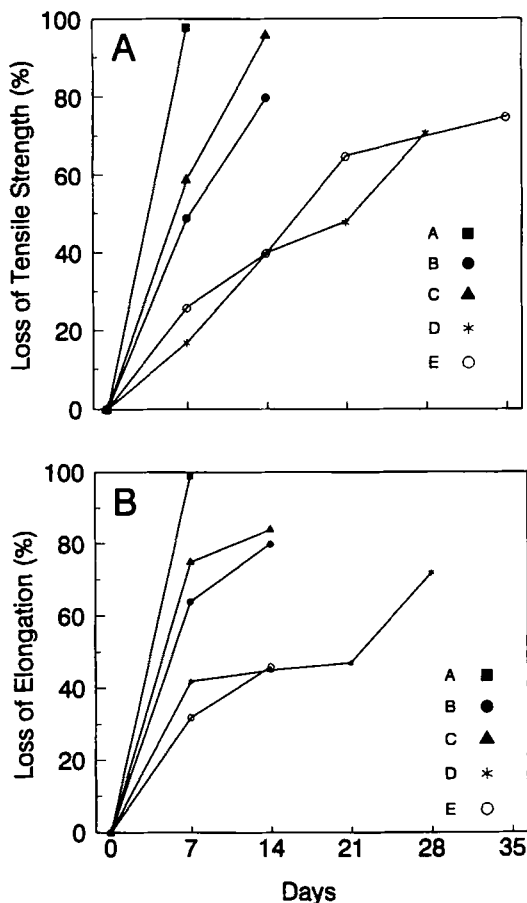 A
Loss of Tensile Strength (%)
100
80
60
40
20
0
A
B
C
D
E
B
Loss of Elongation (%)
100
80
60
40
20
0
A
B
C
D
E
0 7 14 21 28 35
Days